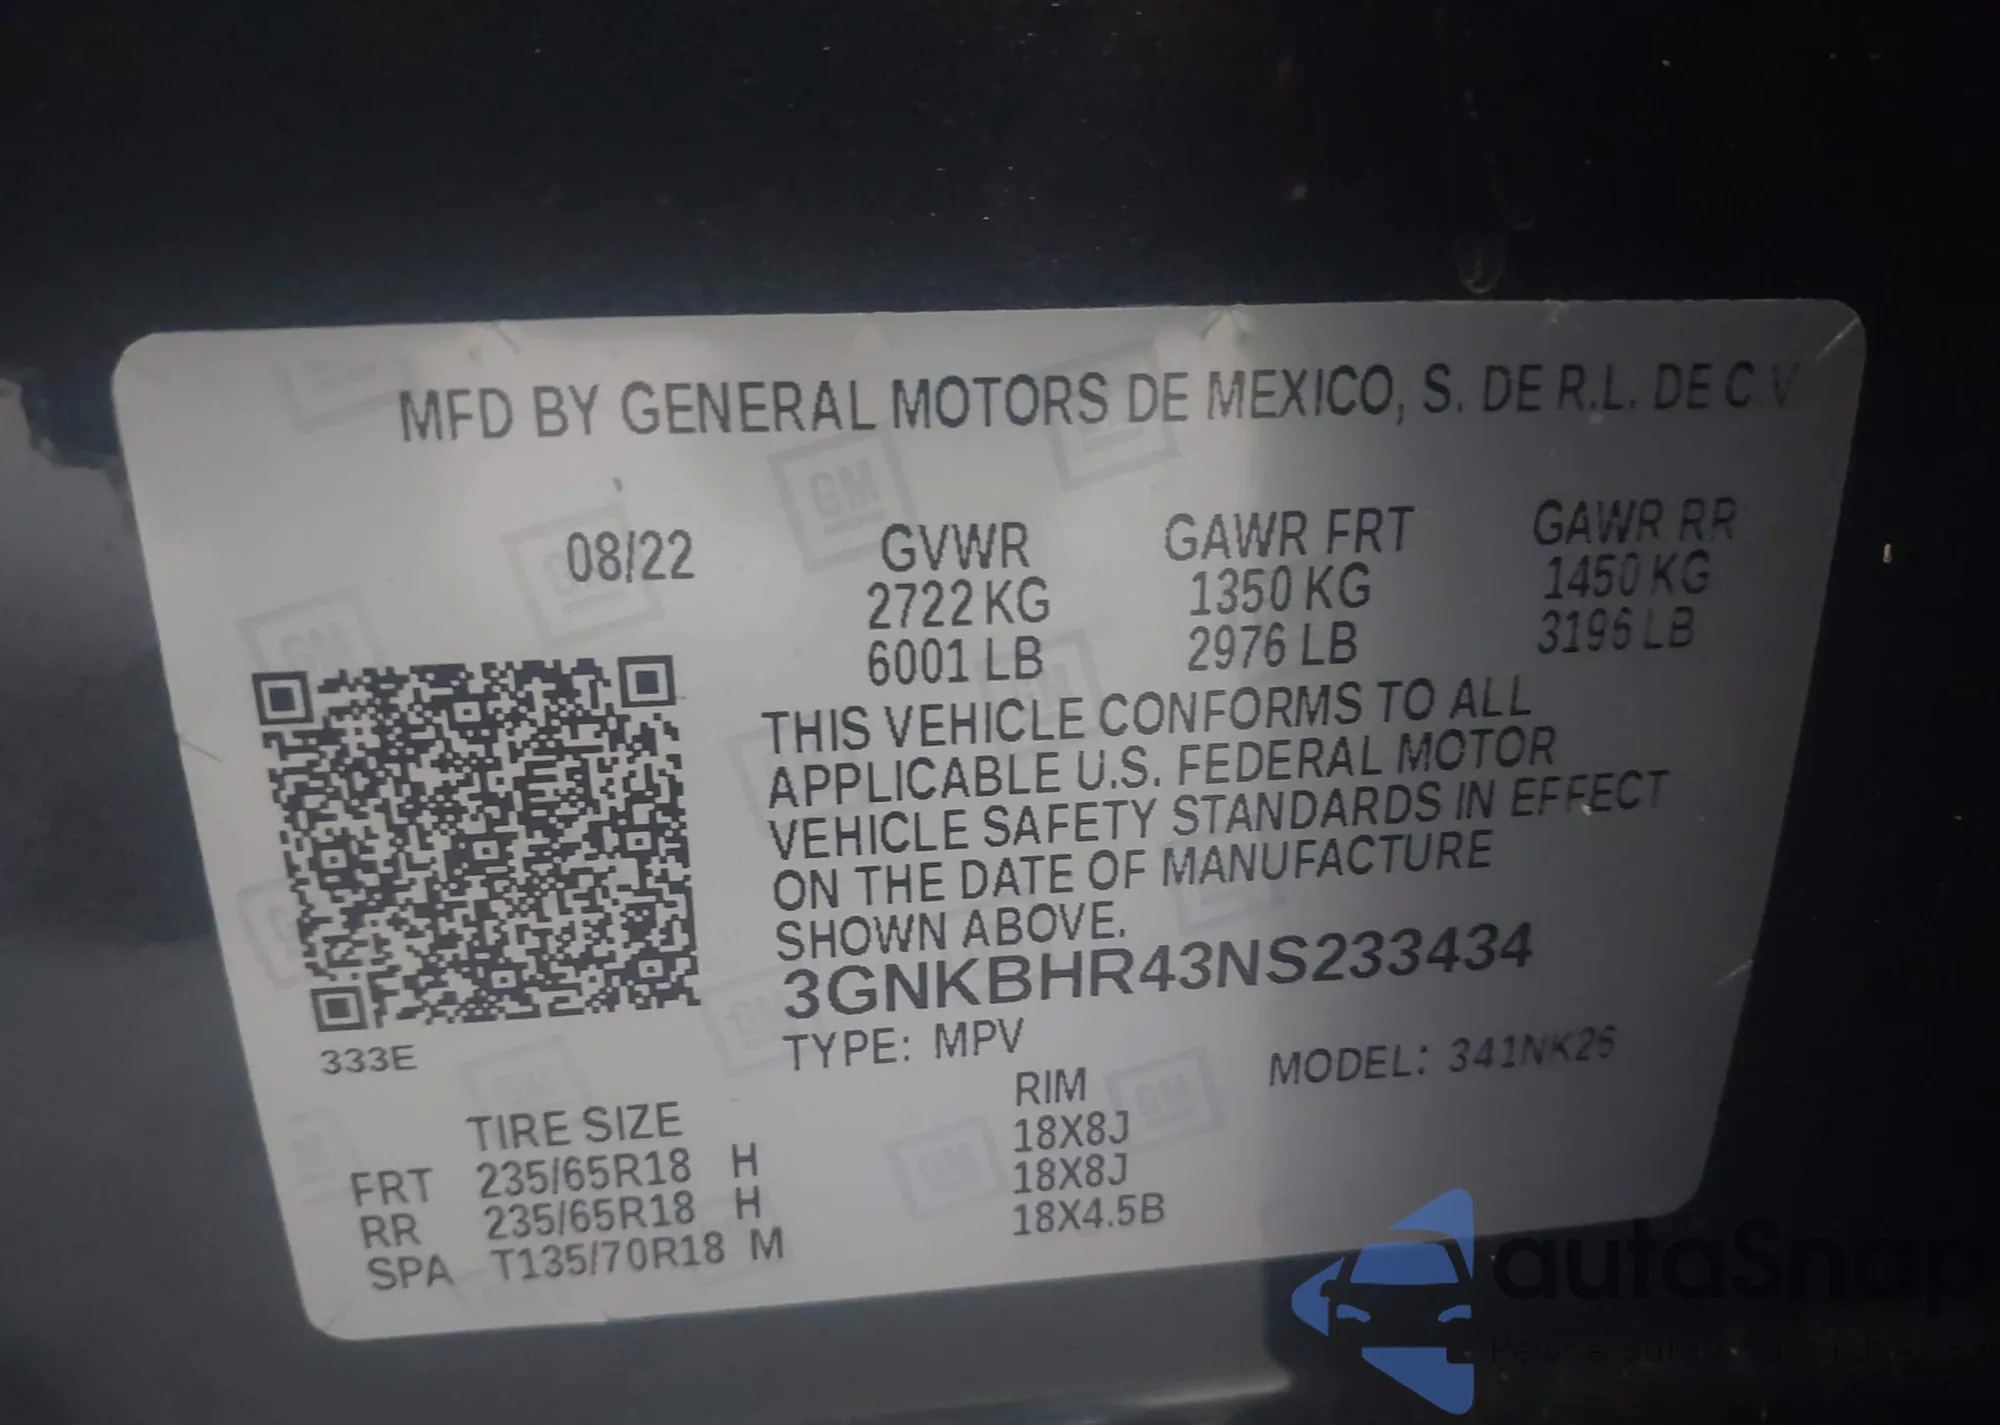 MFD BY GENERAL MOTORS DE MEXICO, S. DE R.L. DE C V.
08/22 GVWR GAWR FRT GAWR RR
2722 KG 1350 KG 1450 KG
6001 LB 2976 LB 3196 LB
THIS VEHICLE CONFORMS TO ALL
APPLICABLE U.S. FEDERAL MOTOR
VEHICLE SAFETY STANDARDS IN EFFECT
ON THE DATE OF MANUFACTURE
SHOWN ABOVE.
3GNKBHR43NS233434
333E TYPE: MPV MODEL: 341NK26
TIRE SIZE RIM
FRT 235/65R18 H 18X8J
RR 235/65R18 H 18X8J
SPA T135/70R18 M 18X4.5B
GM
autaSnap